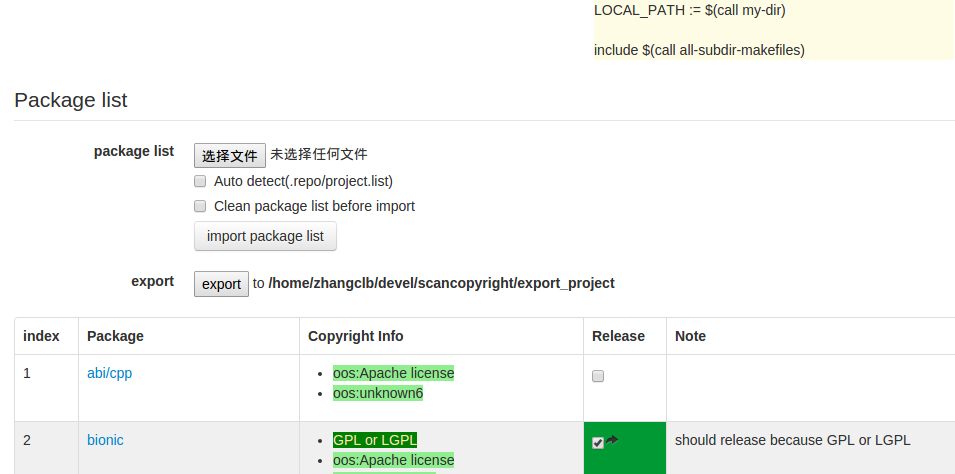 LOCAL_PATH := $(call my-dir)
include $(call all-subdir-makefiles)
Package list
package list 选择文件 未选择任何文件
Auto detect(.repo/project.list)
Clean package list before import
import package list
export export to /home/zhangclb/devel/scancopyright/export_project
index Package Copyright Info Release Note
1 abi/cpp oos:Apache license
oos:unknown6
2 bionic GPL or LGPL should release because GPL or LGPL
oos:Apache license